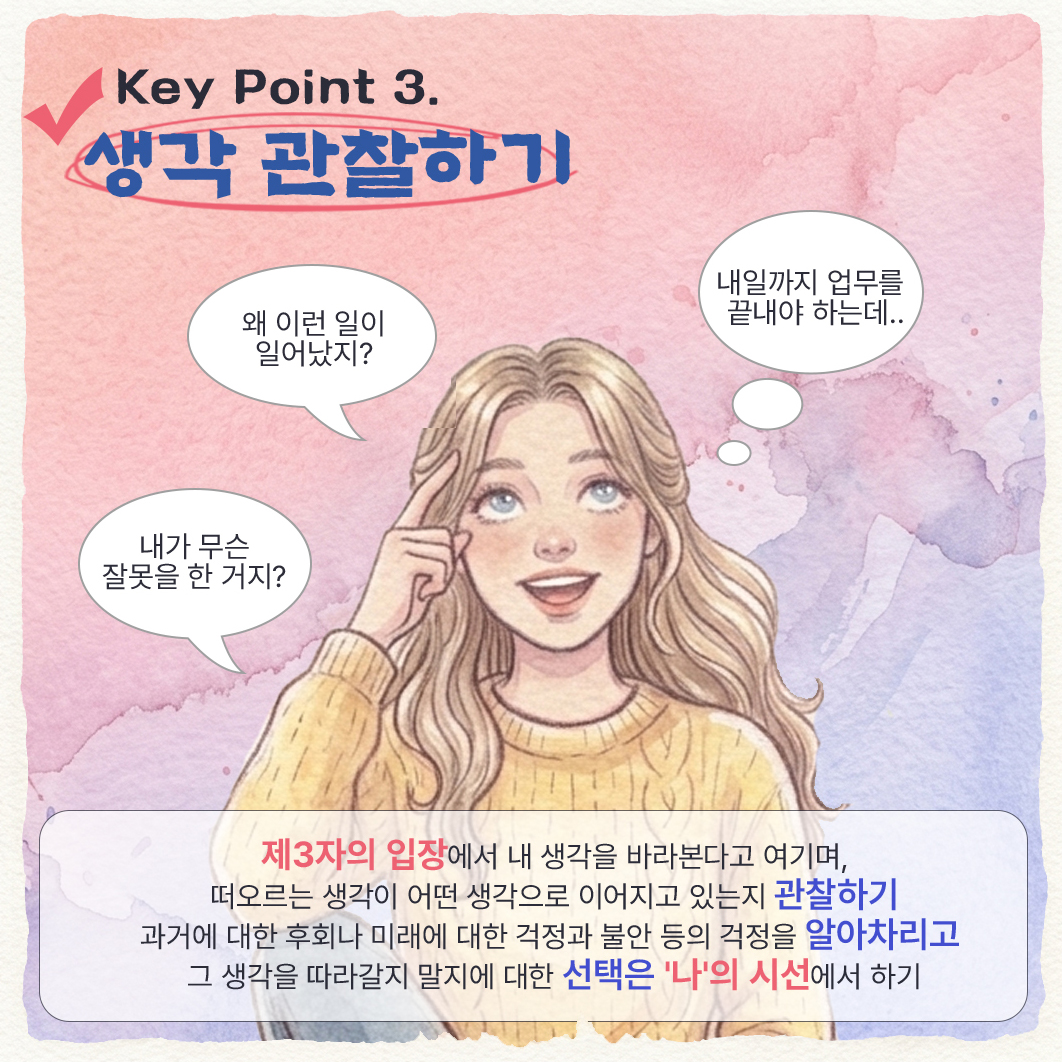 Key Point 3.
생각 관찰하기
내일까지 업무를
끝내야 하는데..
왜 이런 일이
일어났지?
내가 무슨
잘못을 한 거지?
제3자의 입장에서 내 생각을 바라본다고 여기며,
떠오르는 생각이 어떤 생각으로 이어지고 있는지 관찰하기
과거에 대한 후회나 미래에 대한 걱정과 불안 등의 걱정을 알아차리고
그 생각을 따라갈지 말지에 대한 선택은 '나'의 시선에서 하기